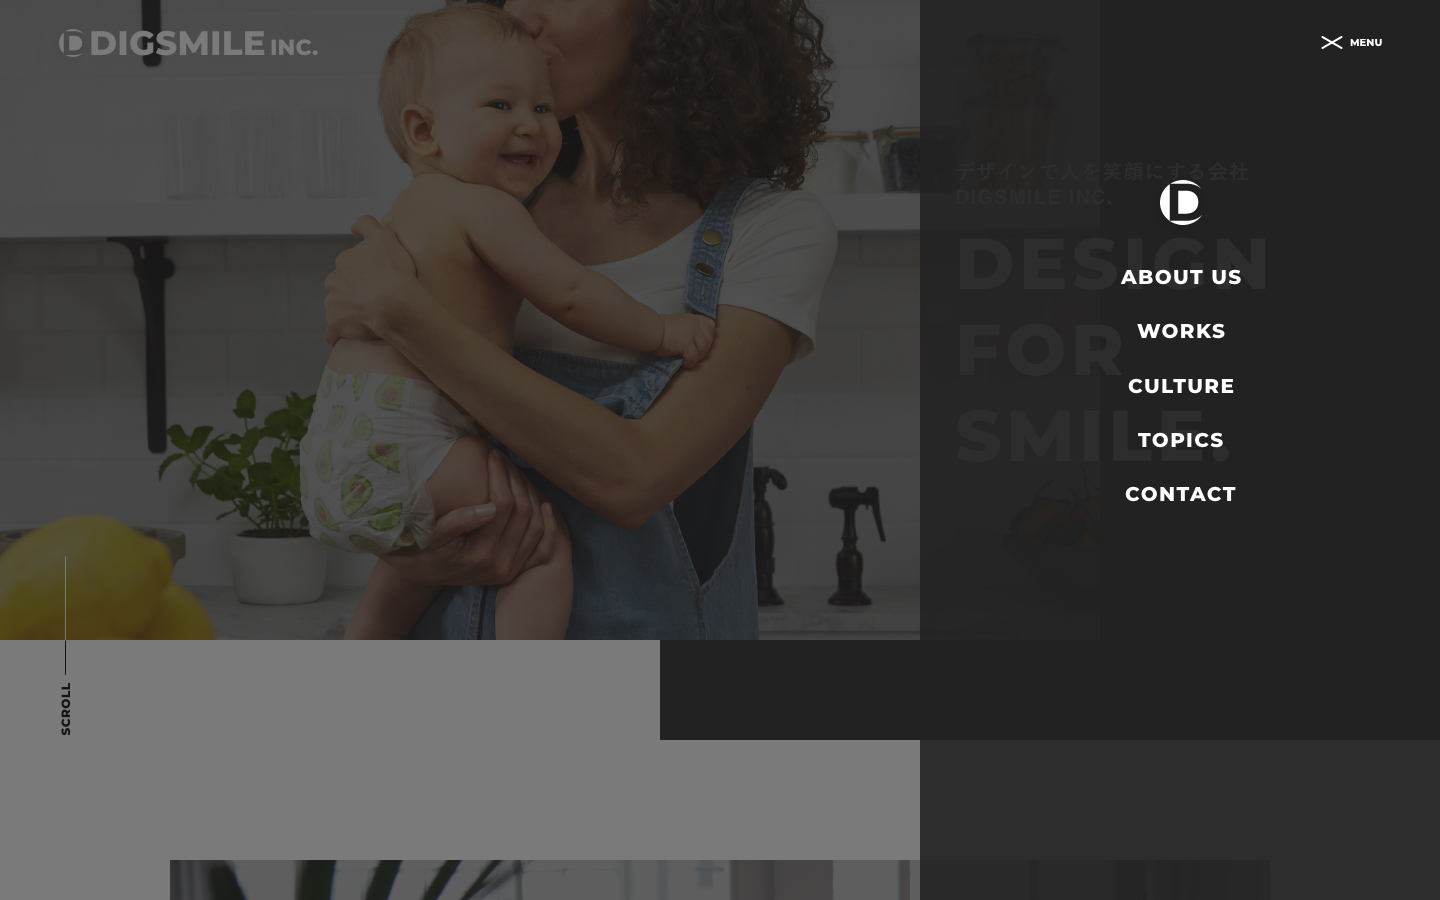 DIGSMILE INC.
MENU
デザインで人を笑顔にする会社
DIGSMILE INC.
DESIGN
FOR
SMILE.
ABOUT US
WORKS
CULTURE
TOPICS
CONTACT
SCROLL